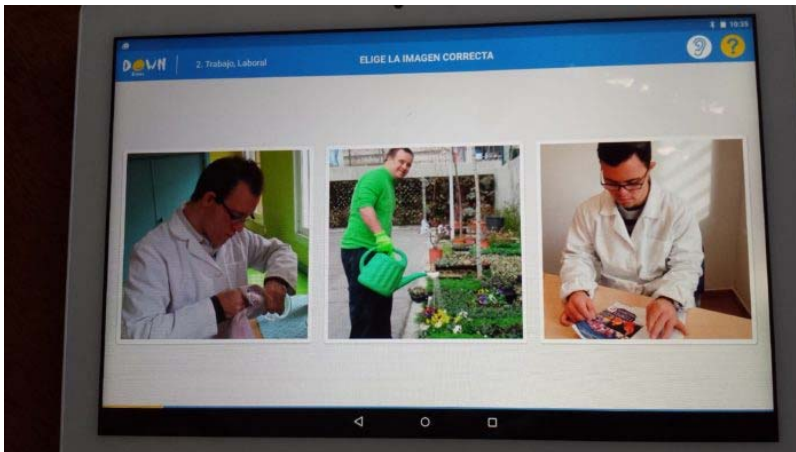 10:35
DOWN
2. Trabajo, Laboral
ELIGE LA IMAGEN CORRECTA
?